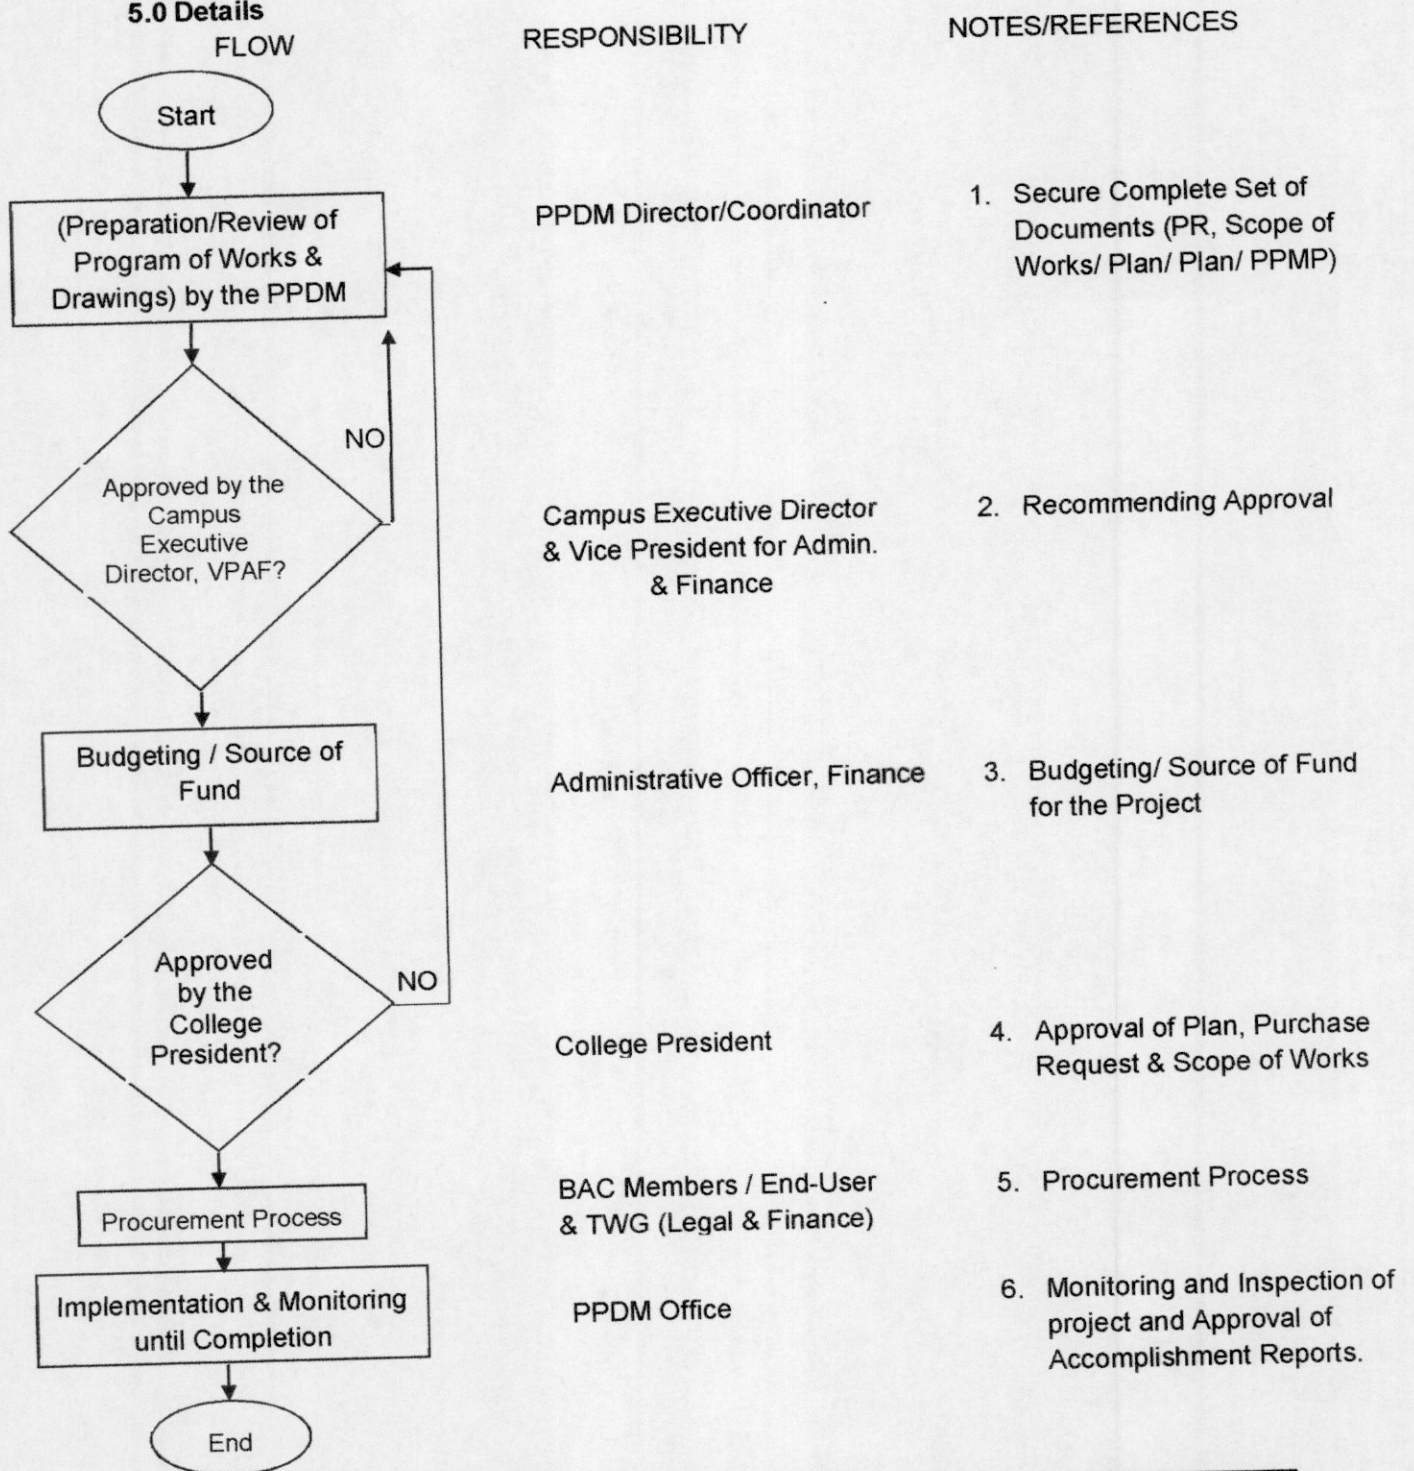 5.0 Details
FLOW
RESPONSIBILITY
NOTES/REFERENCES
Start
(Preparation/Review of
Program of Works &
Drawings) by the PPDM
PPDM Director/Coordinator
1. Secure Complete Set of
Documents (PR, Scope of
Works/ Plan/ Plan/ PPMP)
NO
Approved by the
Campus
Executive
Director, VPAF?
Campus Executive Director
& Vice President for Admin.
& Finance
2. Recommending Approval
Budgeting / Source of
Fund
Administrative Officer, Finance
3. Budgeting/ Source of Fund
for the Project
Approved
by the
College
President?
NO
College President
4. Approval of Plan, Purchase
Request & Scope of Works
Procurement Process
BAC Members / End-User
& TWG (Legal & Finance)
5. Procurement Process
Implementation & Monitoring
until Completion
PPDM Office
6. Monitoring and Inspection of
project and Approval of
Accomplishment Reports.
End